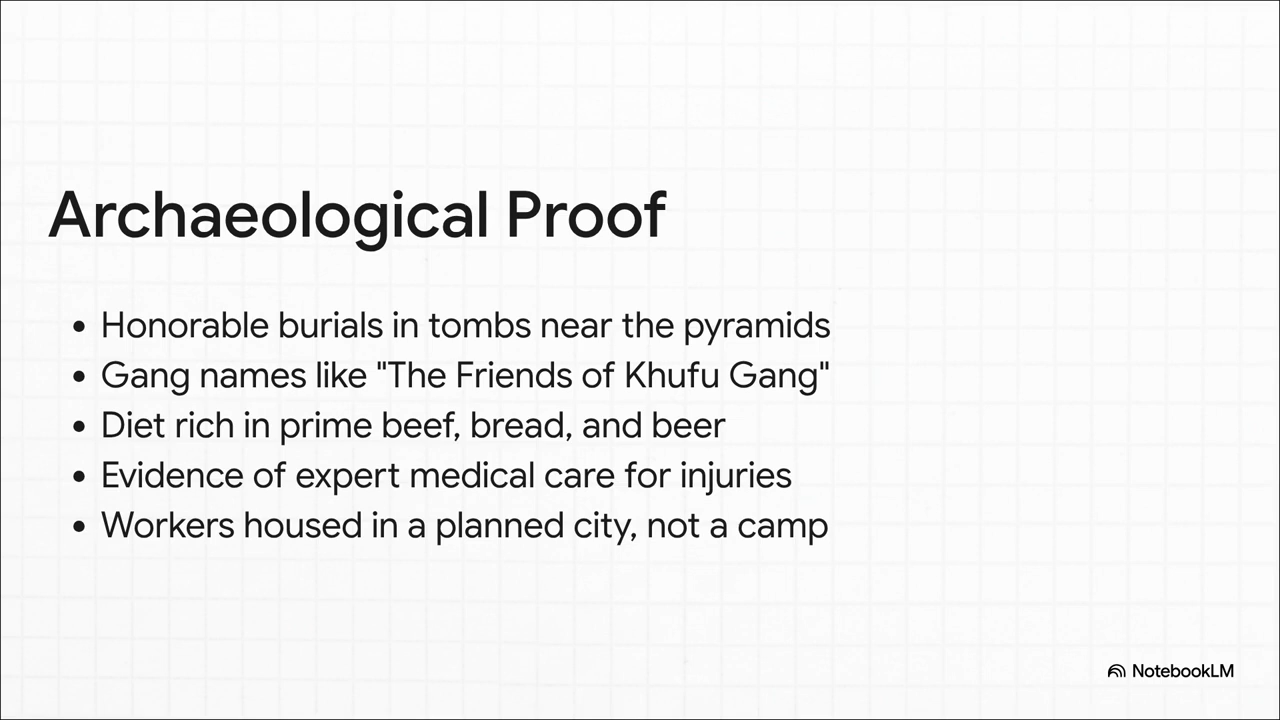 Archaeological Proof
• Honorable burials in tombs near the pyramids
• Gang names like "The Friends of Khufu Gang"
• Diet rich in prime beef, bread, and beer
• Evidence of expert medical care for injuries
• Workers housed in a planned city, not a camp
NotebookLM